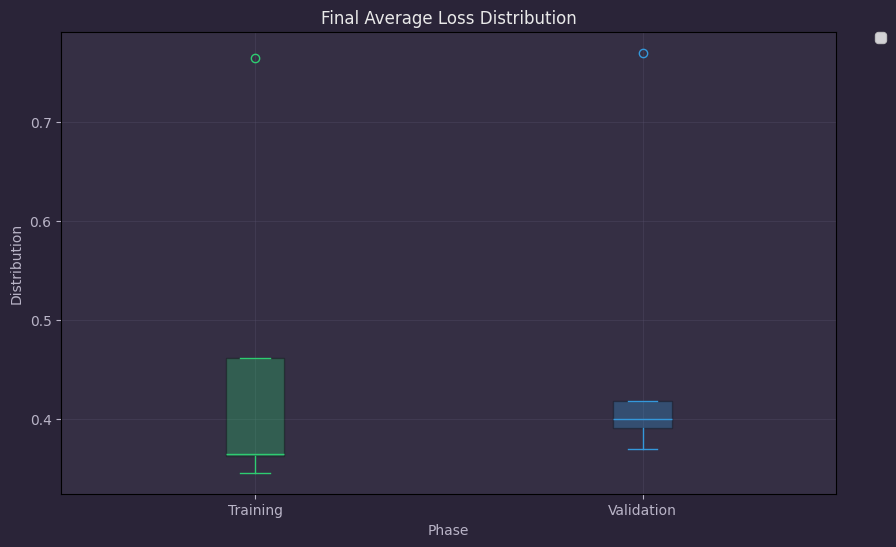 Final Average Loss Distribution
0.7
0.6
0.5
0.4
Distribution
Training
Validation
Phase